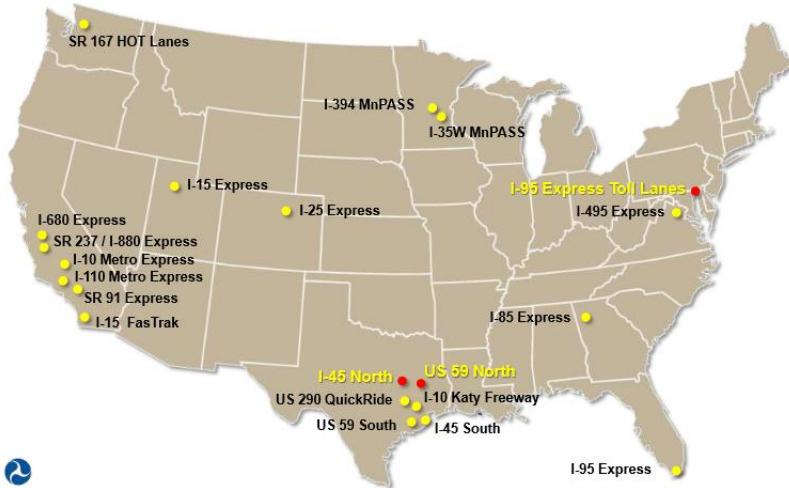 SR 167 HOT Lanes
I-394 MnPASS
I-35W MnPASS
I-15 Express
I-95 Express Toll Lanes
I-25 Express
I-495 Express
I-680 Express
SR 237 / I-880 Express
I-10 Metro Express
I-110 Metro Express
SR 91 Express
I-15 FasTrak
I-85 Express
I-45 North
US 59 North
US 290 QuickRide
I-10 Katy Freeway
US 59 South
I-45 South
I-95 Express